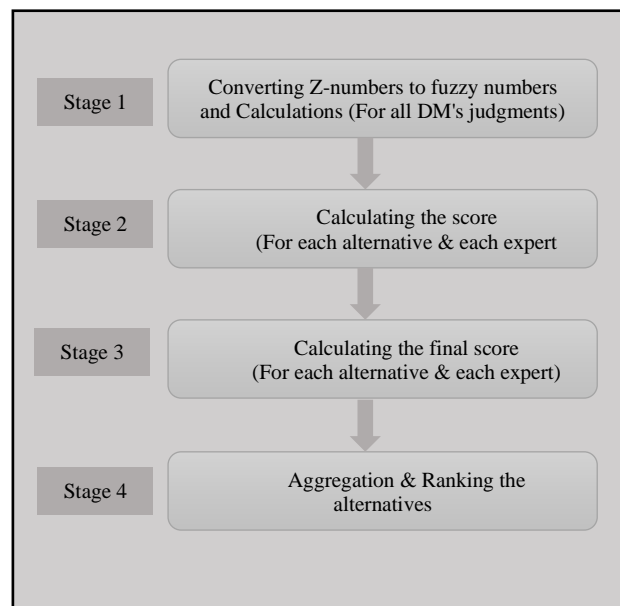 Stage 1
Converting Z-numbers to fuzzy numbers
and Calculations (For all DM's judgments)
Stage 2
Calculating the score
(For each alternative & each expert
Stage 3
Calculating the final score
(For each alternative & each expert)
Stage 4
Aggregation & Ranking the
alternatives